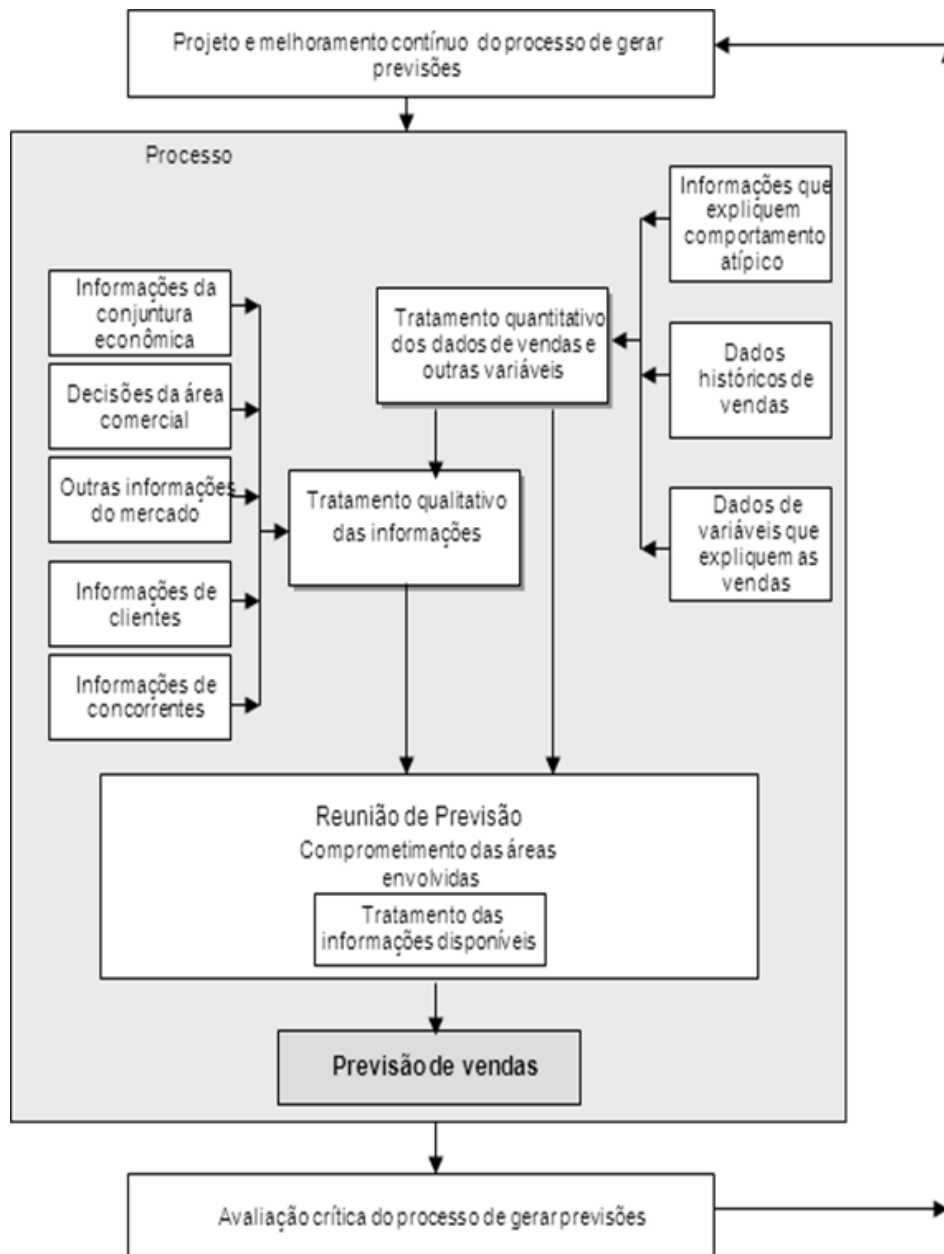 Projeto e melhoramento contínuo do processo de gerar
previsões
Processo
Informações que
expliquem
comportamento
atípico
Informações da
conjuntura
econômica
Tratamento quantitativo
dos dados de vendas e
outras variáveis
Dados
históricos de
vendas
Decisões da área
comercial
Outras informações
do mercado
Tratamento qualitativo
das informações
Dados de
variáveis que
expliquem as
vendas
Informações de
clientes
Informações de
concorrentes
Reunião de Previsão
Comprometimento das áreas
envolvidas
Tratamento das
informações disponíveis
Previsão de vendas
Avaliação crítica do processo de gerar previsões